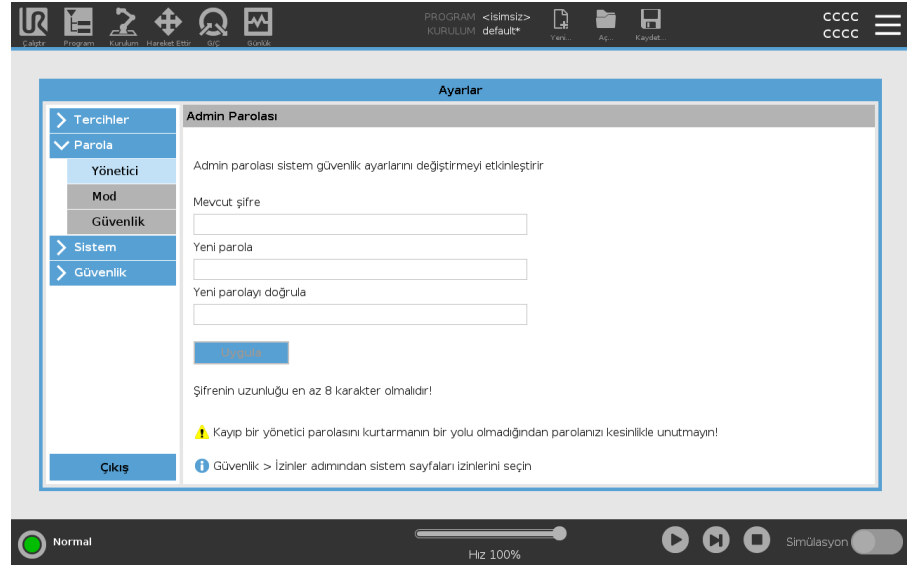 PROGRAM <isimsiz>
KURULUM default*
cccc
cccc
Çalıştır Program Kurulum Hareket Ettir G/Ç Günlük Yeni... Aç... Kaydet...
Ayarlar
Tercihler
Admin Parolası
Parola
Yönetici
Mod
Güvenlik
Sistem
Güvenlik
Çıkış
Admin parolası sistem güvenlik ayarlarını değiştirmeyi etkinleştirir
Mevcut şifre
Yeni parola
Yeni parolayı doğrula
Uygula
Şifrenin uzunluğu en az 8 karakter olmalıdır!
Kayıp bir yönetici parolasını kurtarmanın bir yolu olmadığından parolanızı kesinlikle unutmayın!
Güvenlik > İzinler adımından sistem sayfaları izinlerini seçin
Normal
Hız 100%
Simülasyon